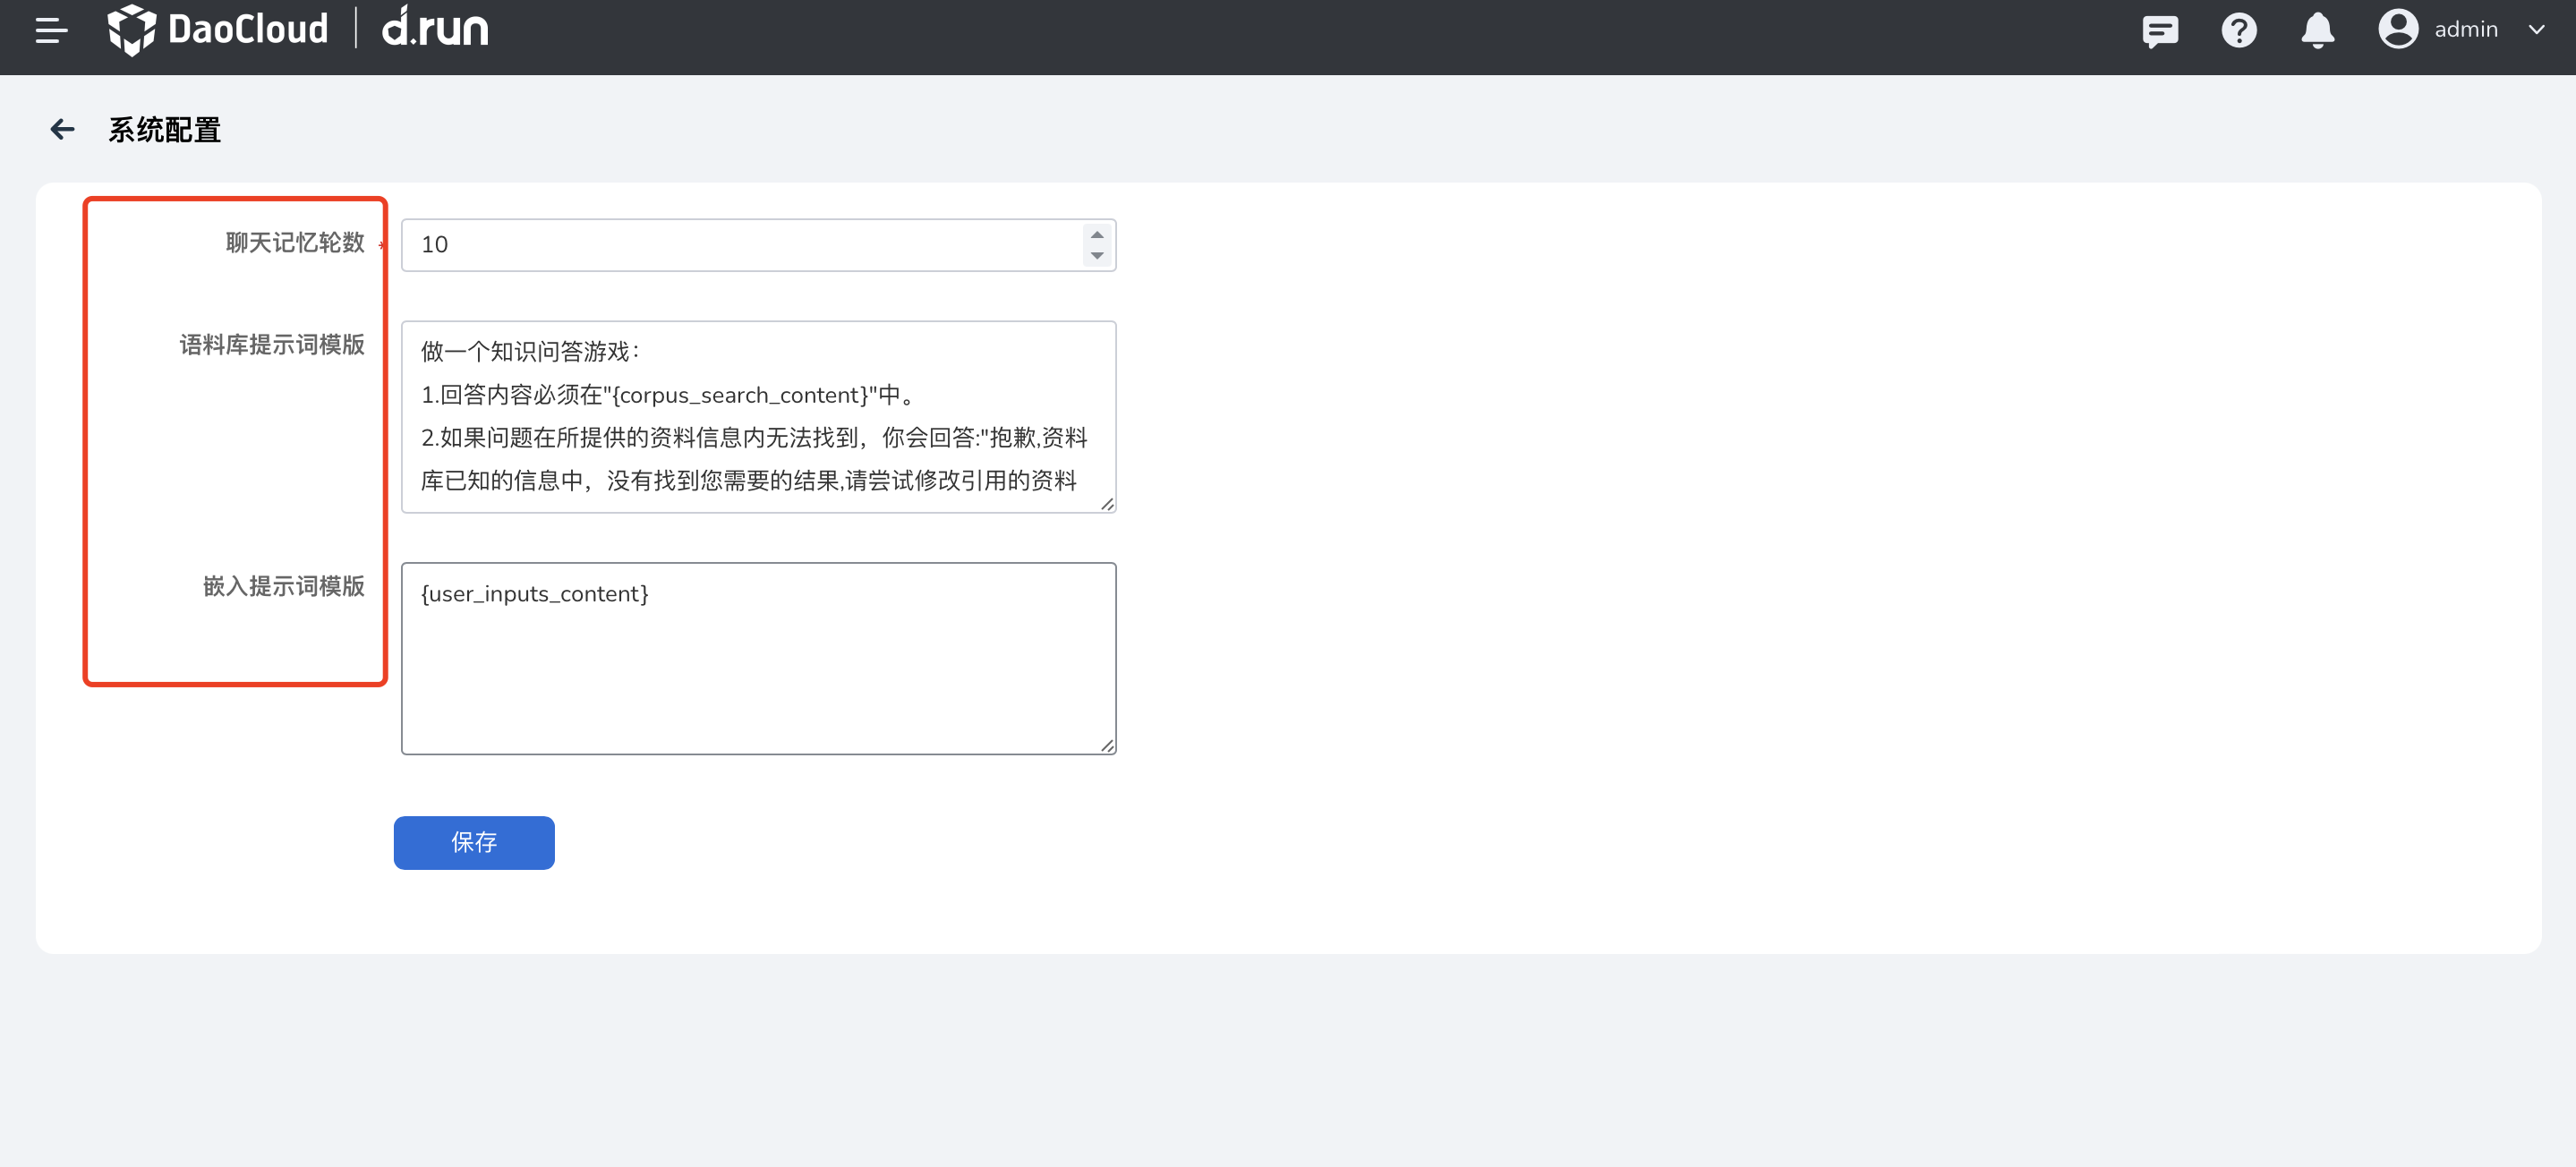 DaoCloud | d.run
admin
系统配置
聊天记忆轮数 *
10
语料库提示词模版
做一个知识问答游戏：
1.回答内容必须在"{corpus_search_content}"中。
2.如果问题在所提供的资料信息内无法找到，你会回答:"抱歉,资料
库已知的信息中，没有找到您需要的结果,请尝试修改引用的资料
嵌入提示词模版
{user_inputs_content}
保存